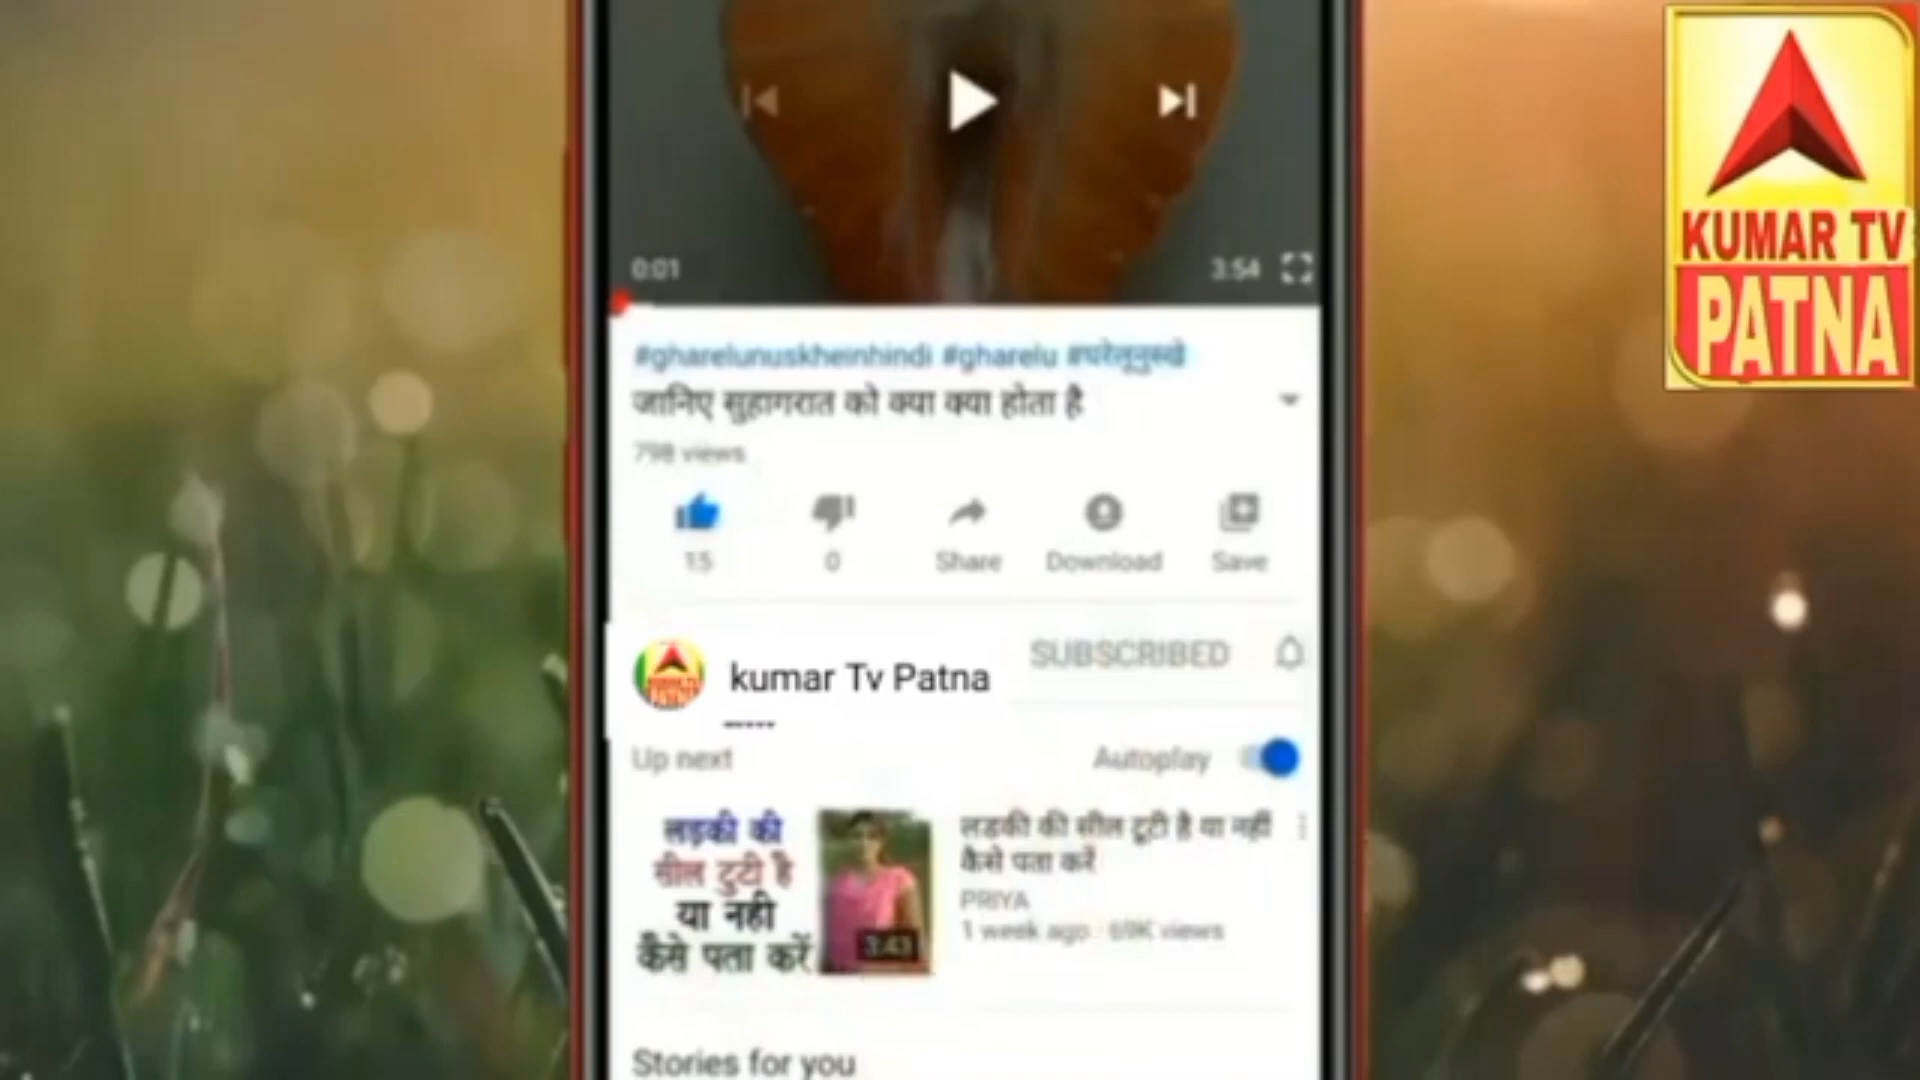 KUMAR TV
PATNA
0:01
3:54
#gharelunuskheinhindi #gharelu #घरेलूनुस्खे
जानिए सुहागरात को क्या क्या होता है
798 views
15
0
Share
Download
Save
kumar Tv Patna
SUBSCRIBED
Up next
Autoplay
लड़की की
सील टुटी है
या नही
कैसे पता करें
3:43
लडकी की सील टूटी है या नहीं
कैसे पता करें
PRIYA
1 week ago · 69K views
Stories for you